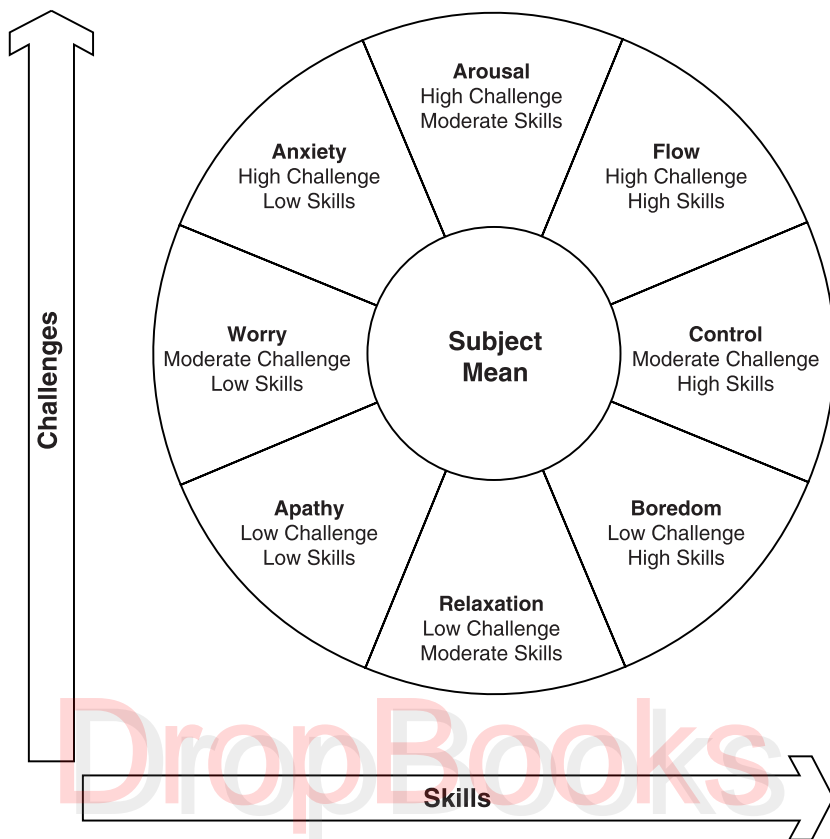 Arousal
High Challenge
Moderate Skills
Anxiety
High Challenge
Low Skills
Flow
High Challenge
High Skills
Worry
Moderate Challenge
Low Skills
Subject
Mean
Control
Moderate Challenge
High Skills
Apathy
Low Challenge
Low Skills
Boredom
Low Challenge
High Skills
Relaxation
Low Challenge
Moderate Skills
Challenges
Skills
DropBooks